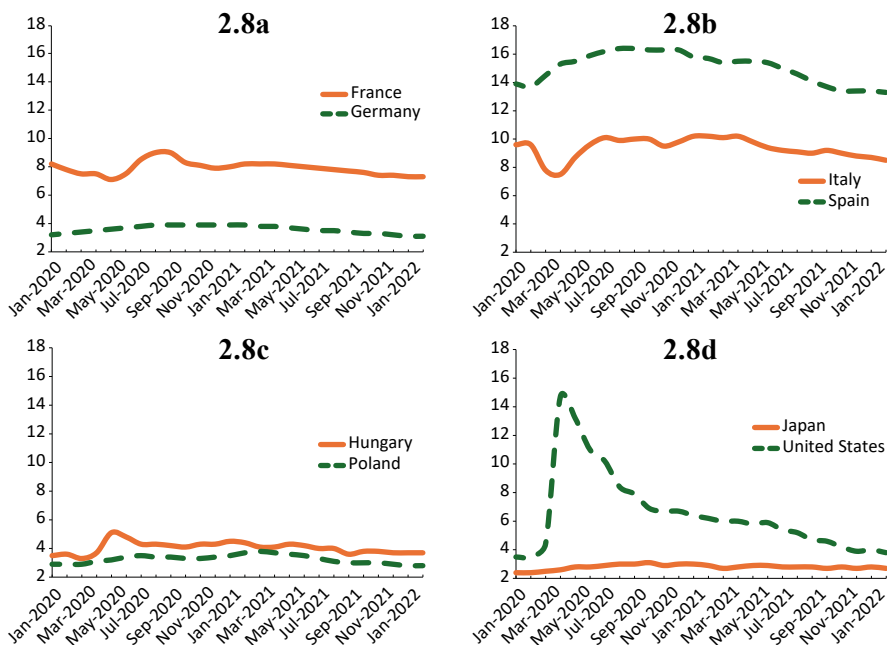 2.8a
18
16
14
12
10
8
6
4
2
France
Germany
Jan-2020
Mar-2020
May-2020
Jul-2020
Sep-2020
Nov-2020
Jan-2021
Mar-2021
May-2021
Jul-2021
Sep-2021
Nov-2021
Jan-2022
2.8b
18
16
14
12
10
8
6
4
2
Italy
Spain
Jan-2020
Mar-2020
May-2020
Jul-2020
Sep-2020
Nov-2020
Jan-2021
Mar-2021
May-2021
Jul-2021
Sep-2021
Nov-2021
Jan-2022
2.8c
18
16
14
12
10
8
6
4
2
Hungary
Poland
Jan-2020
Mar-2020
May-2020
Jul-2020
Sep-2020
Nov-2020
Jan-2021
Mar-2021
May-2021
Jul-2021
Sep-2021
Nov-2021
Jan-2022
2.8d
18
16
14
12
10
8
6
4
2
Japan
United States
Jan-2020
Mar-2020
May-2020
Jul-2020
Sep-2020
Nov-2020
Jan-2021
Mar-2021
May-2021
Jul-2021
Sep-2021
Nov-2021
Jan-2022